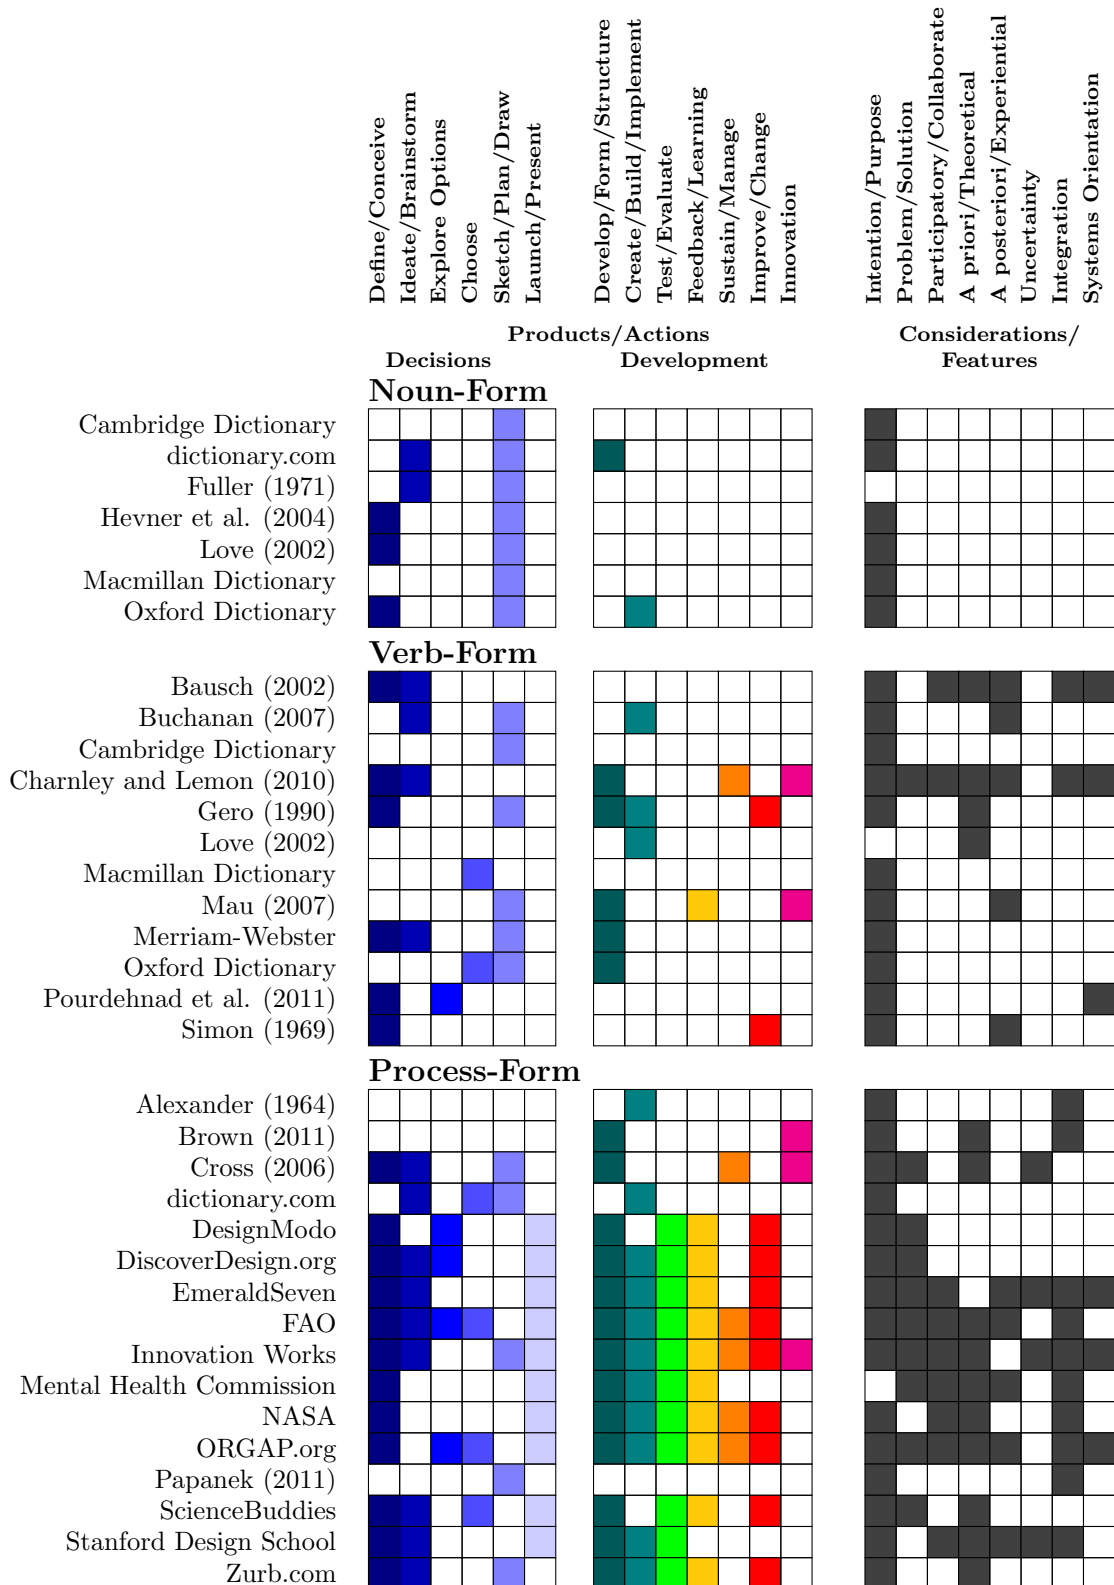 Define/Conceive
Ideate/Brainstorm
Explore Options
Choose
Sketch/Plan/Draw
Launch/Present
Develop/Form/Structure
Create/Build/Implement
Test/Evaluate
Feedback/Learning
Sustain/Manage
Improve/Change
Innovation
Intention/Purpose
Problem/Solution
Participatory/Collaborate
A priori/Theoretical
A posteriori/Experiential
Uncertainty
Integration
Systems Orientation
Products/Actions
Decisions
Development
Considerations/
Features
Noun-Form
Cambridge Dictionary
dictionary.com
Fuller (1971)
Hevner et al. (2004)
Love (2002)
Macmillan Dictionary
Oxford Dictionary
Verb-Form
Bausch (2002)
Buchanan (2007)
Cambridge Dictionary
Charnley and Lemon (2010)
Gero (1990)
Love (2002)
Macmillan Dictionary
Mau (2007)
Merriam-Webster
Oxford Dictionary
Pourdehnad et al. (2011)
Simon (1969)
Process-Form
Alexander (1964)
Brown (2011)
Cross (2006)
dictionary.com
DesignModo
DiscoverDesign.org
EmeraldSeven
FAO
Innovation Works
Mental Health Commission
NASA
ORGAP.org
Papanek (2011)
ScienceBuddies
Stanford Design School
Zurb.com